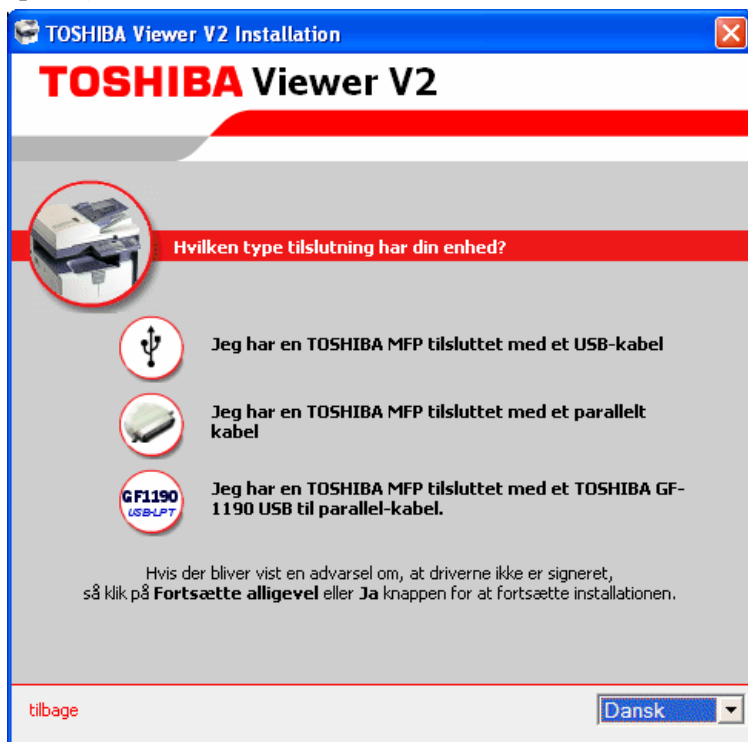 TOSHIBA Viewer V2 Installation
TOSHIBA Viewer V2
Hvilken type tilslutning har din enhed?
Jeg har en TOSHIBA MFP tilsluttet med et USB-kabel
Jeg har en TOSHIBA MFP tilsluttet med et parallelt
kabel
GF1190
USB-LPT
Jeg har en TOSHIBA MFP tilsluttet med et TOSHIBA GF-
1190 USB til parallel-kabel.
Hvis der bliver vist en advarsel om, at driverne ikke er signeret,
så klik på Fortsætte alligevel eller Ja knappen for at fortsætte installationen.
tilbage
Dansk